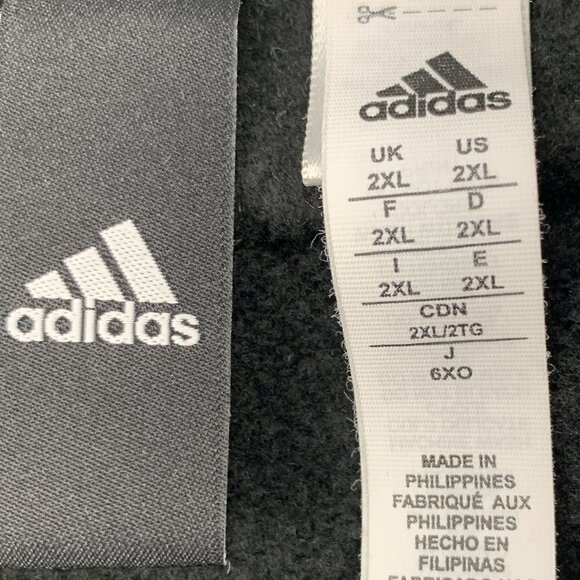 adidas
adidas
UK US
2XL 2XL
F D
2XL 2XL
I E
2XL 2XL
CDN
2XL/2TG
J
6XO
MADE IN
PHILIPPINES
FABRIQUÉ AUX
PHILIPPINES
HECHO EN
FILIPINAS